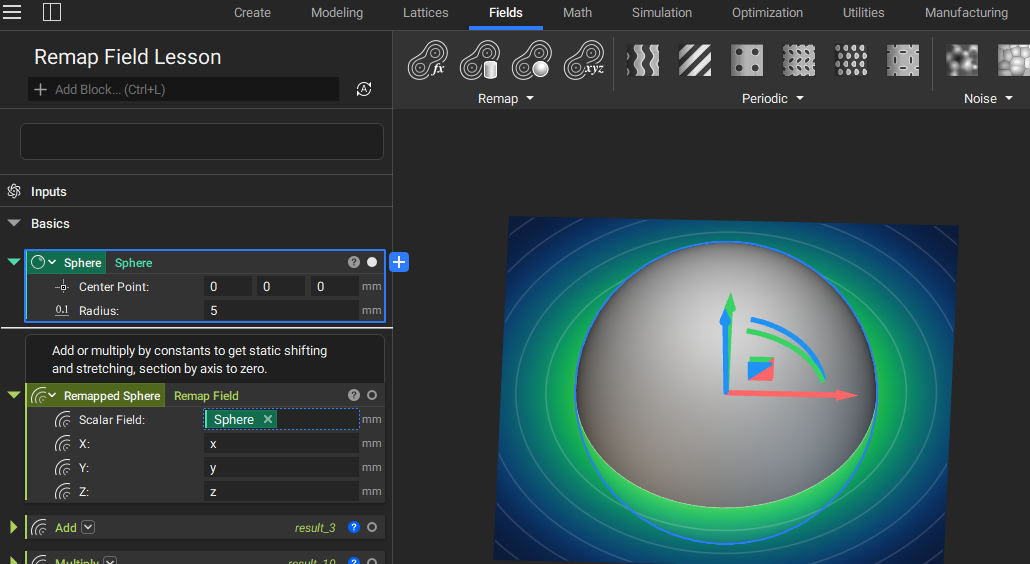 Create Modeling Lattices Fields Math Simulation Optimization Utilities Manufacturing
Remap Field Lesson
Add Block... (Ctrl+L)
A
fx
xyz
Remap
Periodic
Noise
Inputs
Basics
Sphere Sphere ?
Center Point: 0 0 0 mm
0.1 Radius: 5 mm
Add or multiply by constants to get static shifting
and stretching, section by axis to zero.
Remapped Sphere Remap Field ?
Scalar Field: Sphere × mm
X: x mm
Y: y mm
Z: z mm
Add result_3 ?
Multiply result_10 ?